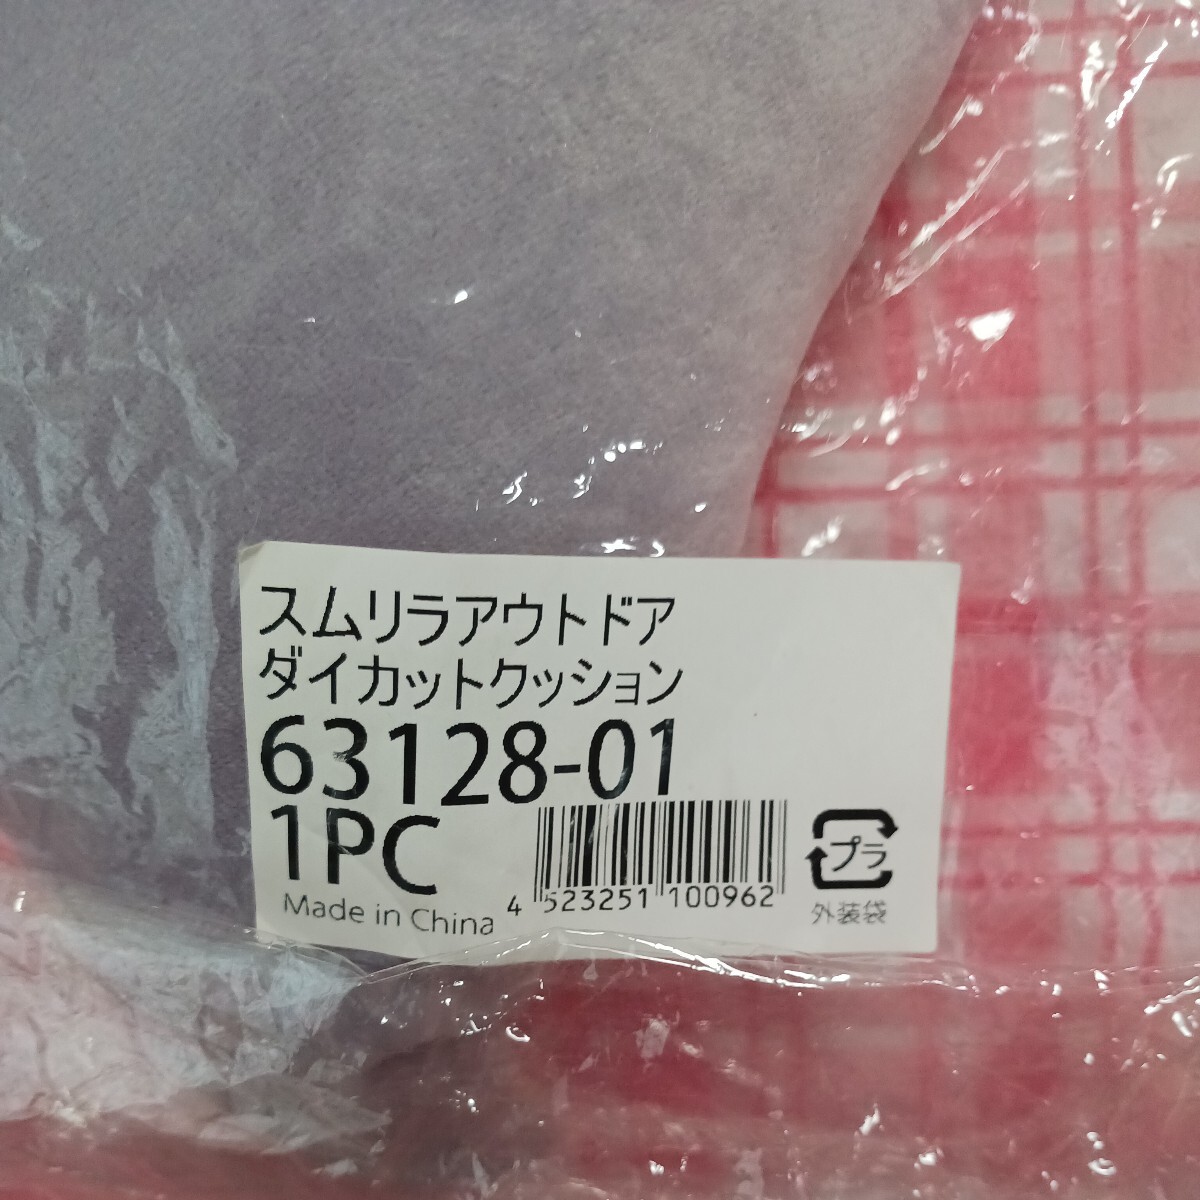 スムリラアウトドア
ダイカットクッション
63128-01
1PC
Made in China
4 523251 100962
プラ
外装袋